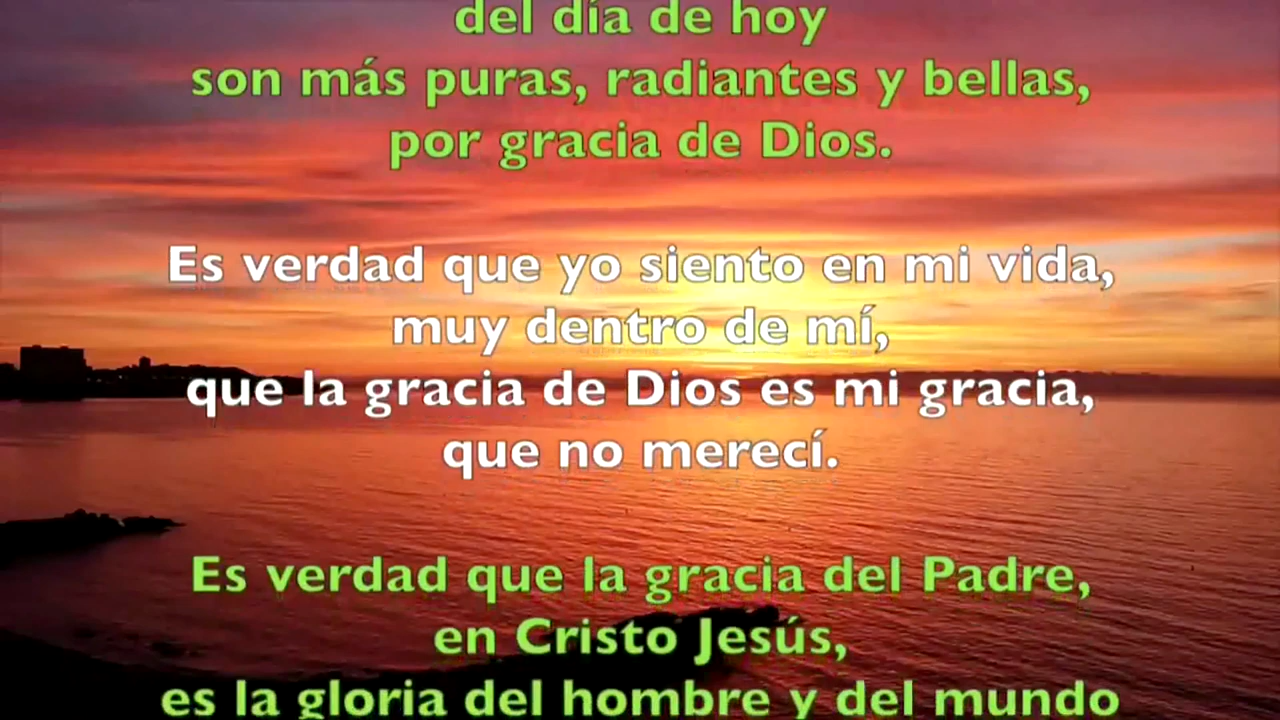 del día de hoy
son más puras, radiantes y bellas,
por gracia de Dios.
Es verdad que yo siento en mi vida,
muy dentro de mí,
que la gracia de Dios es mi gracia,
que no merecí.
Es verdad que la gracia del Padre,
en Cristo Jesús,
es la gloria del hombre y del mundo